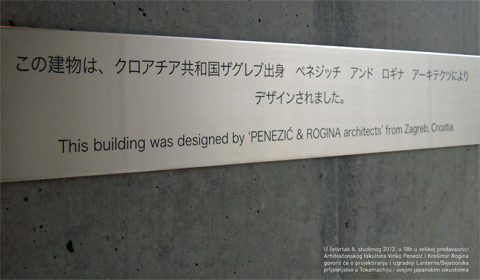 この建物は、クロアチア共和国ザグレブ出身　ペネジッチ　アンド　ロギナ　アーキテクツにより
デザインされました。
This building was designed by 'PENEZIĆ & ROGINA architects' from Zagreb, Croatia
U četvrtak 8. studenog 2012. u 18h u velikoj predavaonici
Arhitektonskog fakulteta Vinko Penezić i Krešimir Rogina
govorit će o projektiranju i izgradnji Lanterne/Svjetionika
prijateljstva u Tokamachiju i svojim japanskim iskustvima